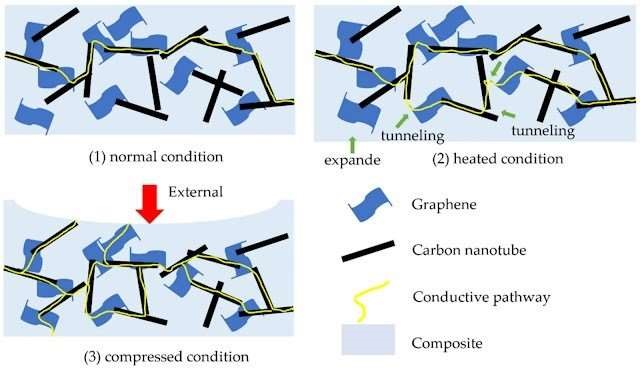 (1) normal condition
tunneling
tunneling
expande
(2) heated condition
External
Graphene
Carbon nanotube
Conductive pathway
Composite
(3) compressed condition